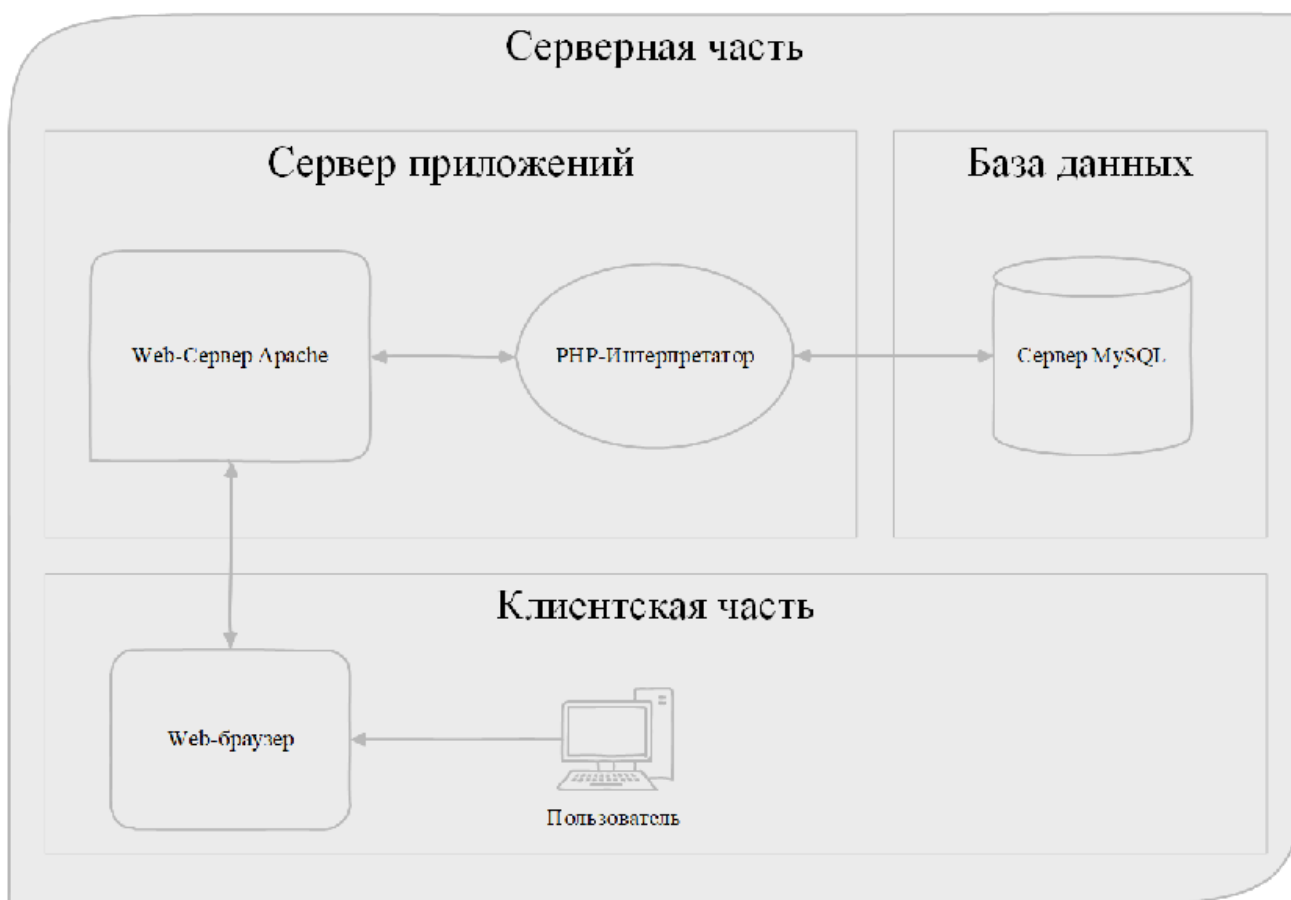 Серверная часть
Сервер приложений
База данных
Web-Сервер Apache
PHP-Интерпретатор
Сервер MySQL
Клиентская часть
Web-браузер
Пользователь